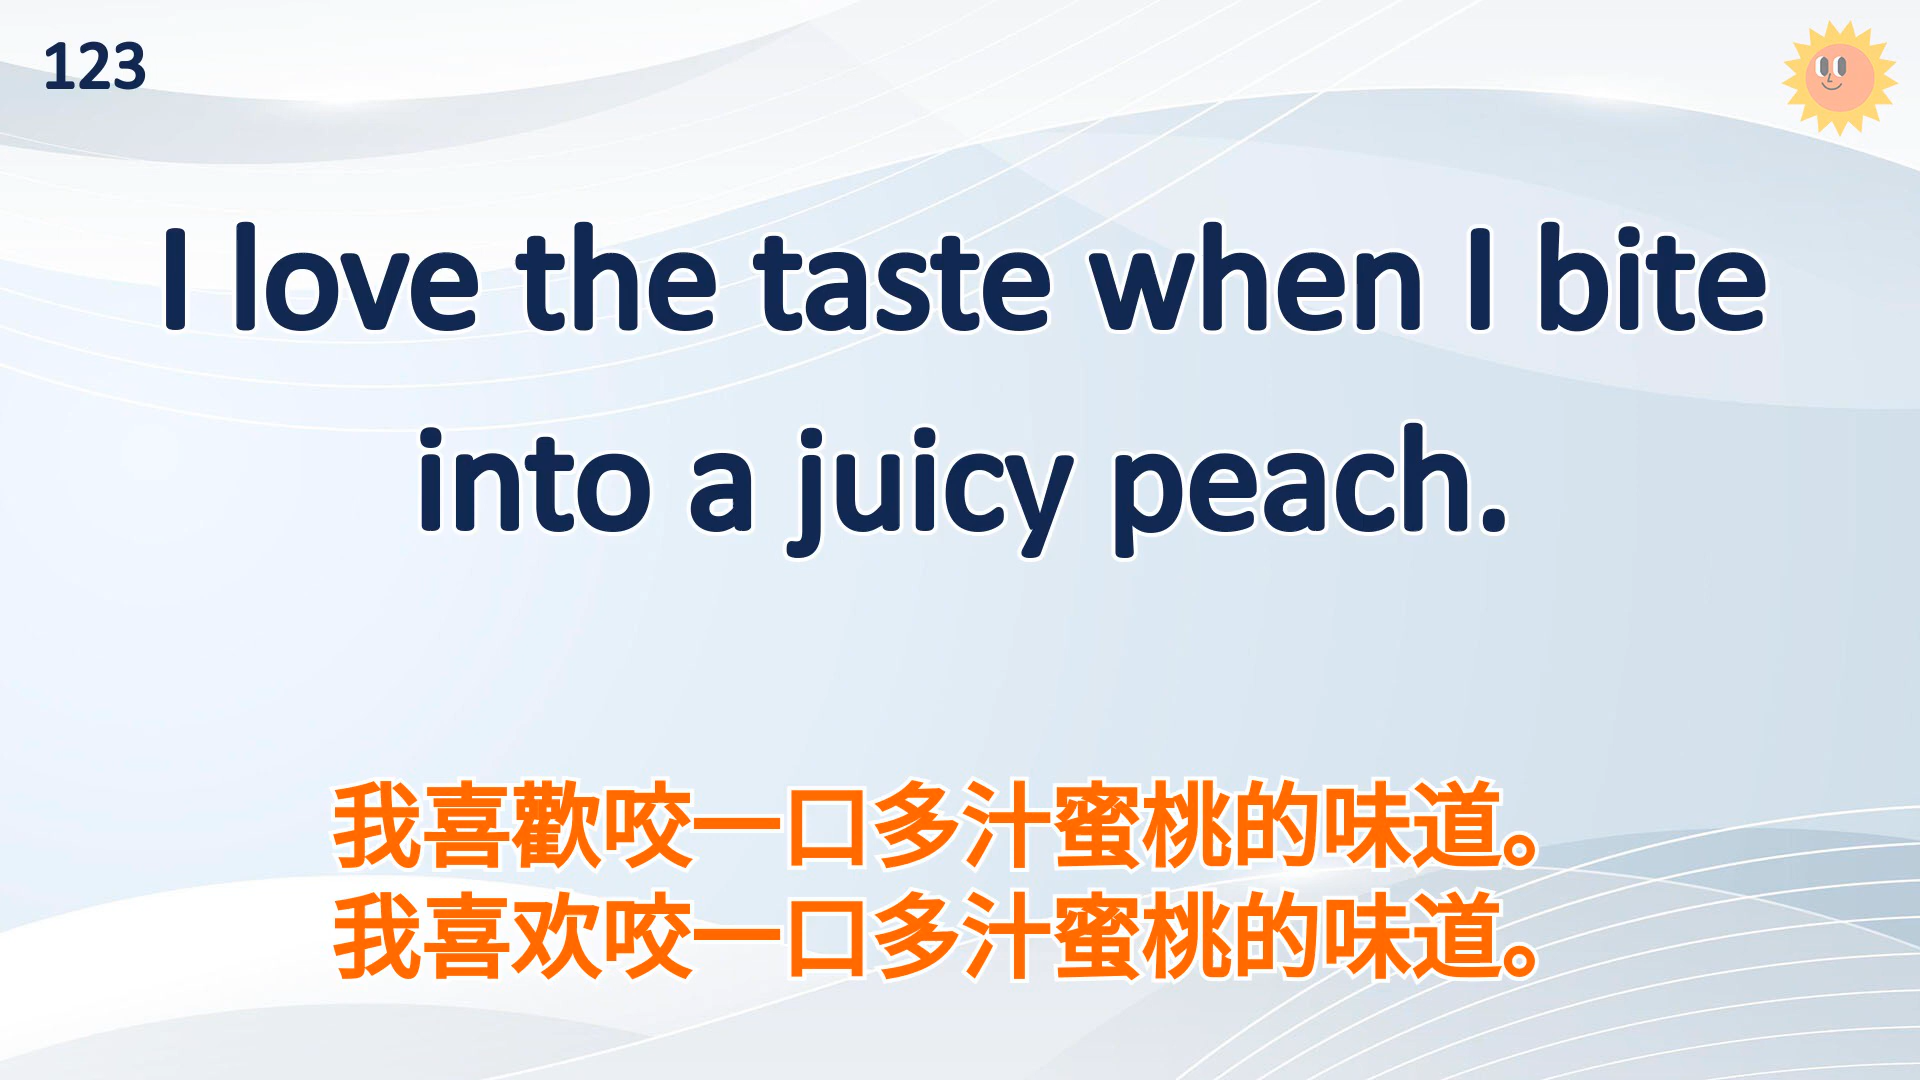 123
I love the taste when I bite
into a juicy peach.
我喜歡咬一口多汁蜜桃的味道。
我喜欢咬一口多汁蜜桃的味道。